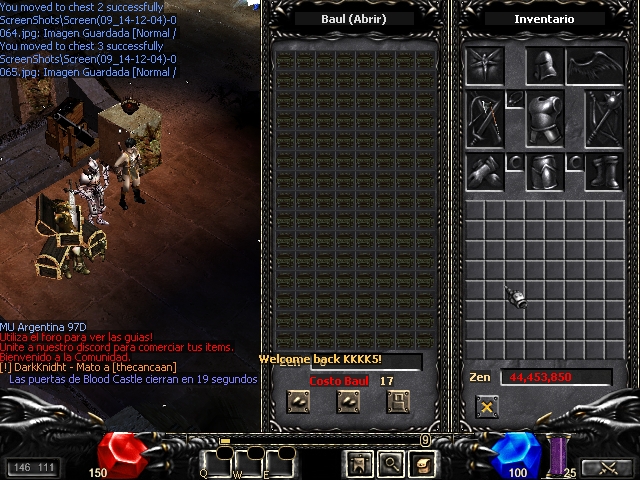 You moved to chest 2 successfully
ScreenShots\Screen(09_14-12-04)-0
064.jpg: Imagen Guardada [Normal /
You moved to chest 3 successfully
ScreenShots\Screen(09_14-12-04)-0
065.jpg: Imagen Guardada [Normal /
Baul (Abrir)
Inventario
MU Argentina 97D
Utiliza el foro para ver las guias!
Unite a nuestro discord para comerciar tus items.
Bienvenido a la Comunidad.
[!] DarkKnidht - Mato a [thecancaan]
Las puertas de Blood Castle cierran en 19 segundos
Welcome back KKKK5!
Costo Baul 17
Zen 44,453,850
9
146 111
150
Q W E
100
25